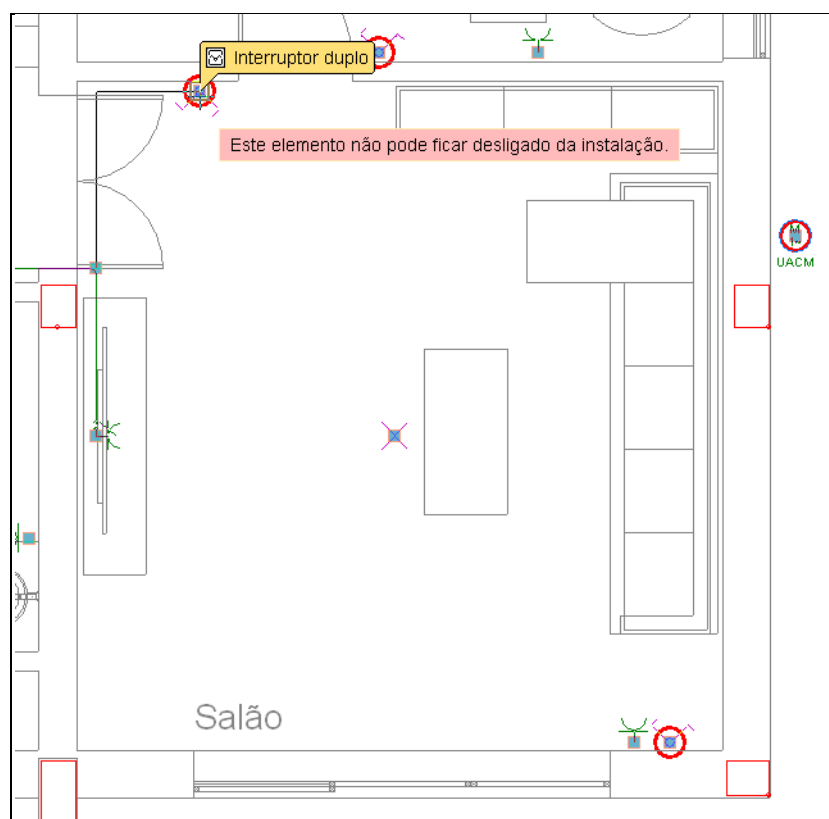 Interruptor duplo
Este elemento não pode ficar desligado da instalação.
M
UACM
Salão